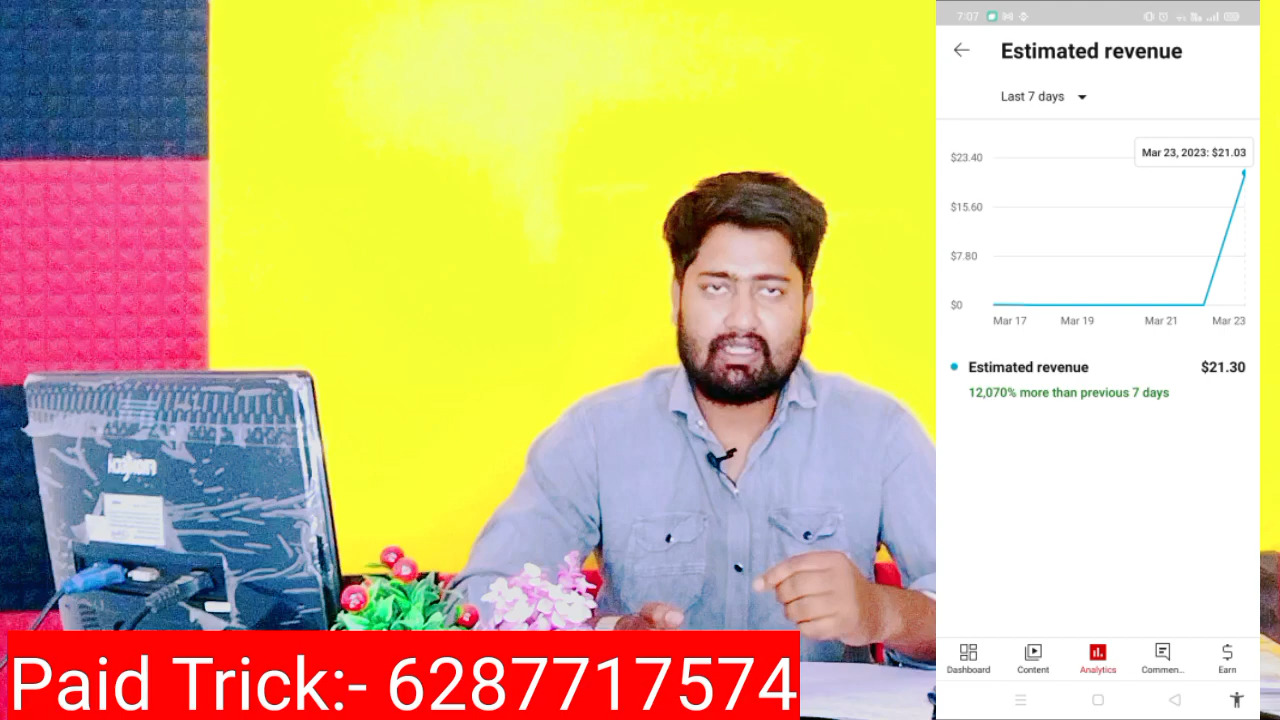 7:07
Estimated revenue
Last 7 days
Mar 23, 2023: $21.03
$23.40
$15.60
$7.80
$0
Mar 17 Mar 19 Mar 21 Mar 23
Estimated revenue $21.30
12,070% more than previous 7 days
Dashboard Content Analytics Commen... Earn
Paid Trick:- 6287717574